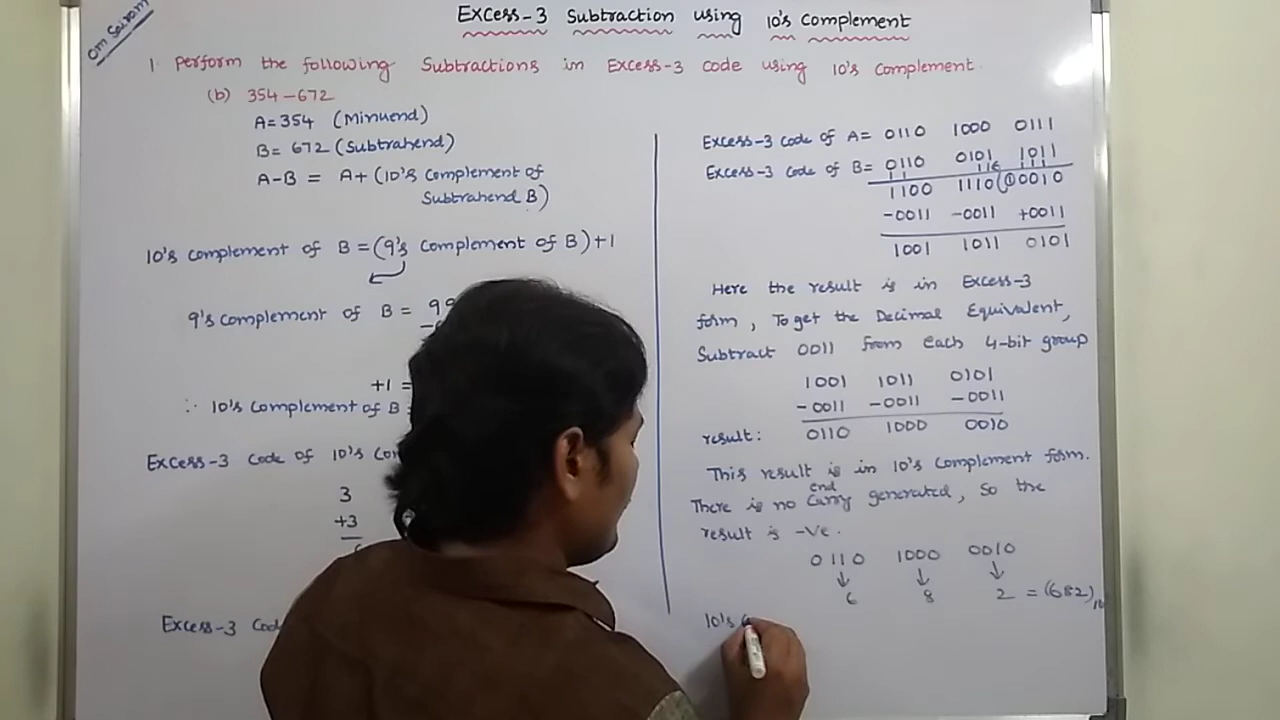 Om Sairam
Excess-3 Subtraction using 10's Complement
1 Perform the following Subtractions in Excess-3 code using 10's Complement.
(b) 354-672
A=354 (Minuend)
B= 672 (Subtrahend)
A-B = A+ (10's Complement of
Subtrahend B)
10's complement of B = (9's Complement of B)+1
9's Complement of B = 99
+1 =
∴ 10's Complement of B =
Excess-3 Code of 10's
3
+3
Excess-3
Excess-3 Code of A= 0110 1000 0111
Excess-3 Code of B= 0110 0101 1011
1100 1110 ① 0010
-0011 -0011 +0011
1001 1011 0101
Here the result is in Excess-3
form, To get the Decimal Equivalent,
Subtract 0011 from each 4-bit group
1001 1011 0101
-0011 -0011 -0011
result: 0110 1000 0010
This result is in 10's Complement form.
There is no end Carry generated, So the
result is -Ve.
0110 1000 0010
↓ ↓ ↓
6 8 2 = (682)10
10's